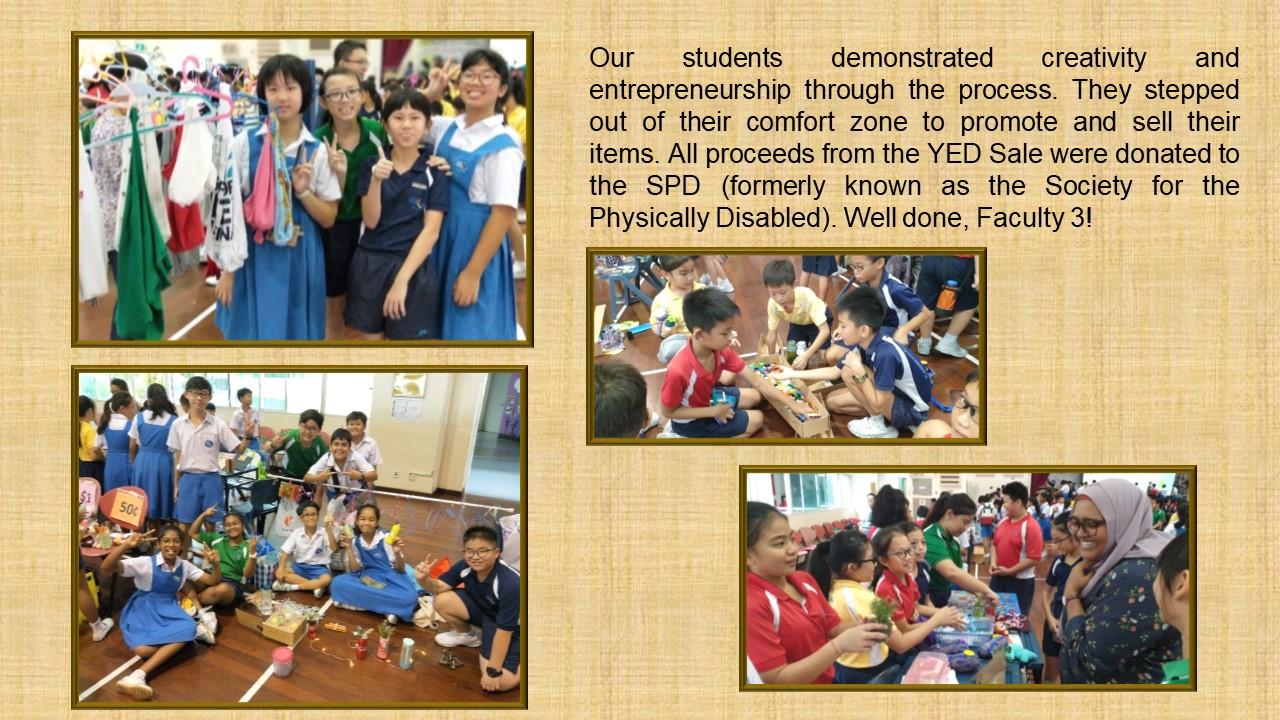 Our students demonstrated creativity and
entrepreneurship through the process. They stepped
out of their comfort zone to promote and sell their
items. All proceeds from the YED Sale were donated to
the SPD (formerly known as the Society for the
Physically Disabled). Well done, Faculty 3!
$1
50¢